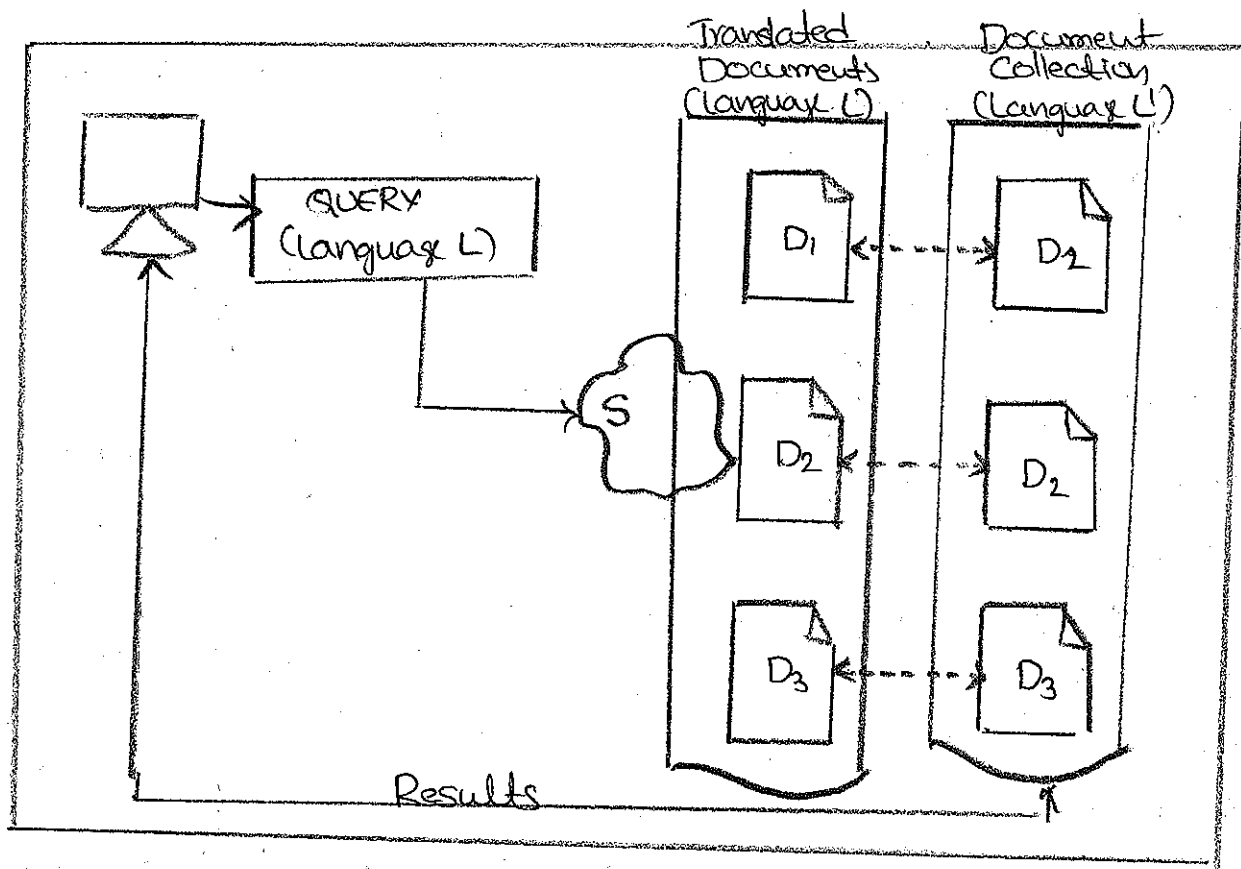 Translated
Documents
(Language L)
Document
Collection,
(Language L')
QUERY
(Language L)
D1
D2
S
D2
D2
D3
D3
Results